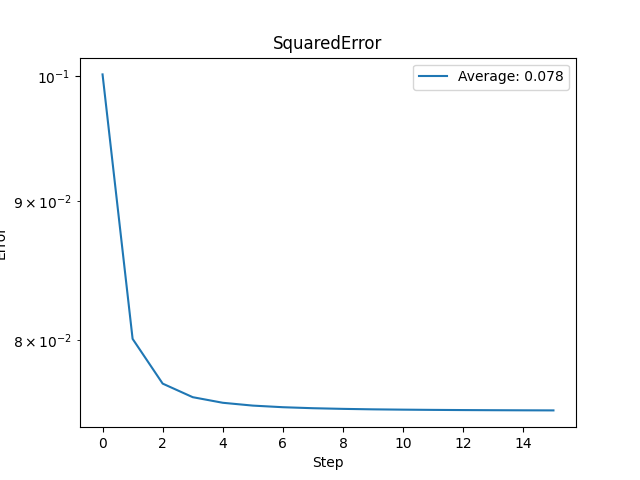 SquaredError
Average: 0.078
10⁻¹
9 × 10⁻²
8 × 10⁻²
Error
0 2 4 6 8 10 12 14
Step